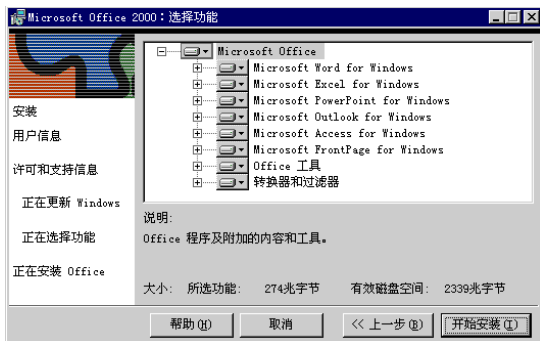 Microsoft Office 2000：选择功能
Microsoft Office
Microsoft Word for Windows
Microsoft Excel for Windows
Microsoft PowerPoint for Windows
Microsoft Outlook for Windows
Microsoft Access for Windows
Microsoft FrontPage for Windows
Office 工具
转换器和过滤器
安装
用户信息
许可和支持信息
正在更新 Windows
正在选择功能
正在安装 Office
说明:
Office 程序及附加的内容和工具。
大小: 所选功能: 274兆字节 有效磁盘空间: 2339兆字节
帮助(H) 取消 << 上一步(B) 开始安装(I)